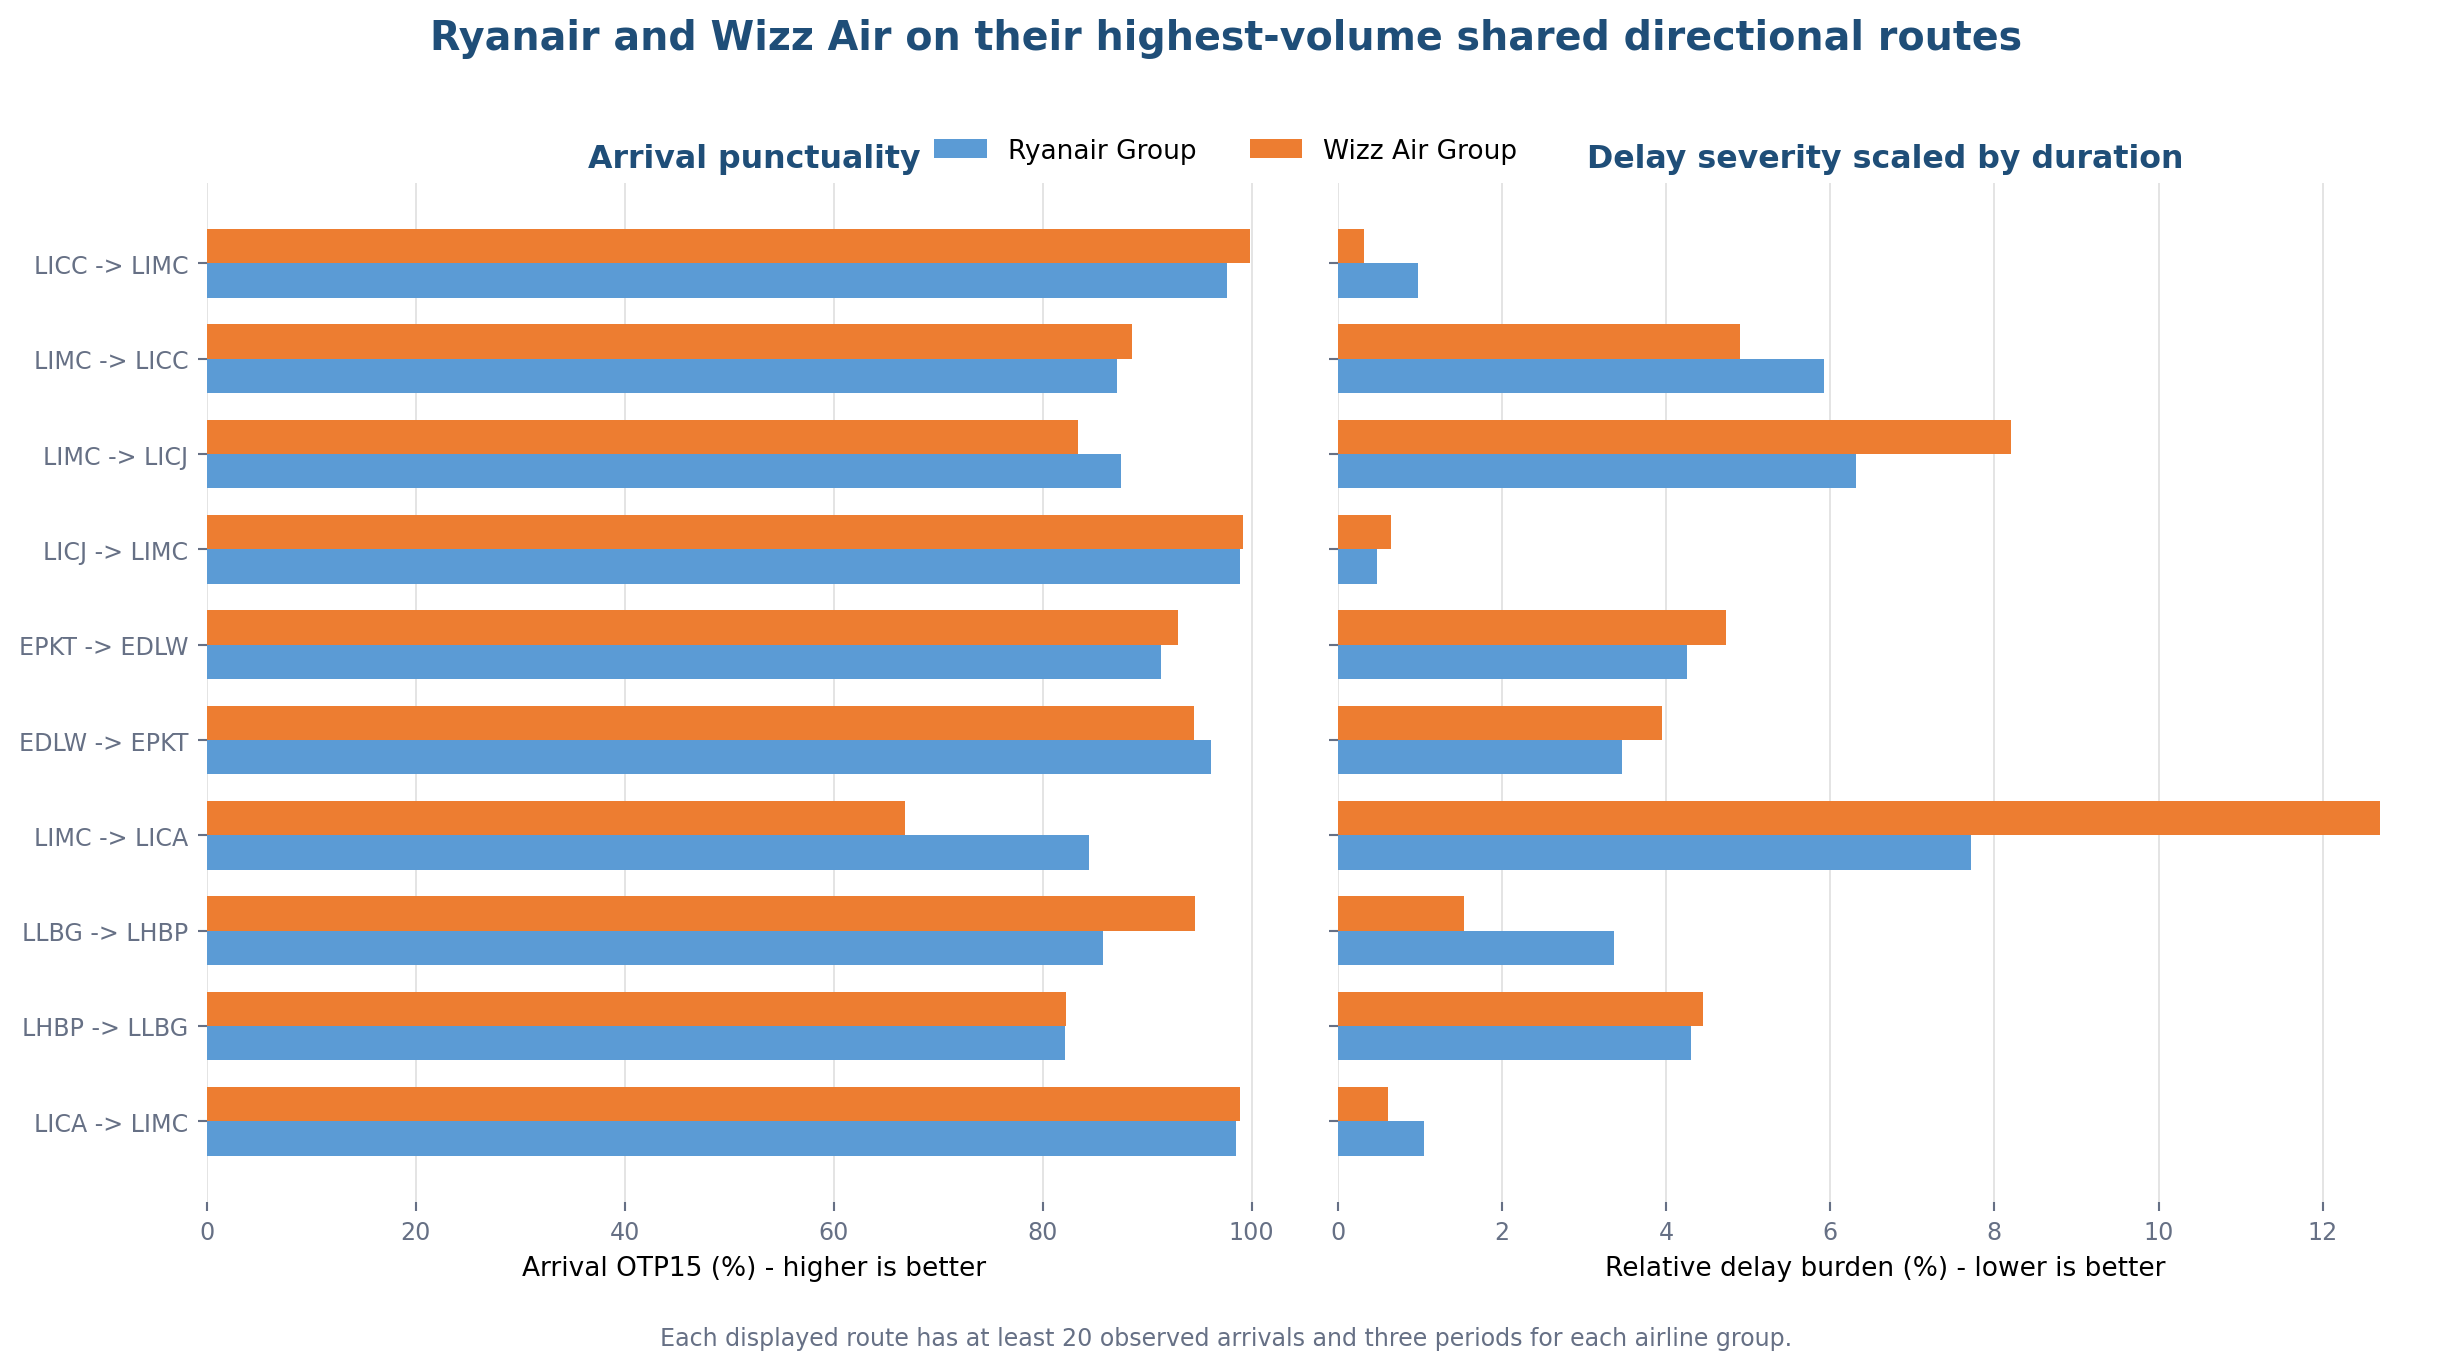 Ryanair and Wizz Air on their highest-volume shared directional routes
Arrival punctuality
Ryanair Group
Wizz Air Group
Delay severity scaled by duration
LICC -> LIMC
LIMC -> LICC
LIMC -> LICJ
LICJ -> LIMC
EPKT -> EDLW
EDLW -> EPKT
LIMC -> LICA
LLBG -> LHBP
LHBP -> LLBG
LICA -> LIMC
0 20 40 60 80 100
0 2 4 6 8 10 12
Arrival OTP15 (%) - higher is better
Relative delay burden (%) - lower is better
Each displayed route has at least 20 observed arrivals and three periods for each airline group.